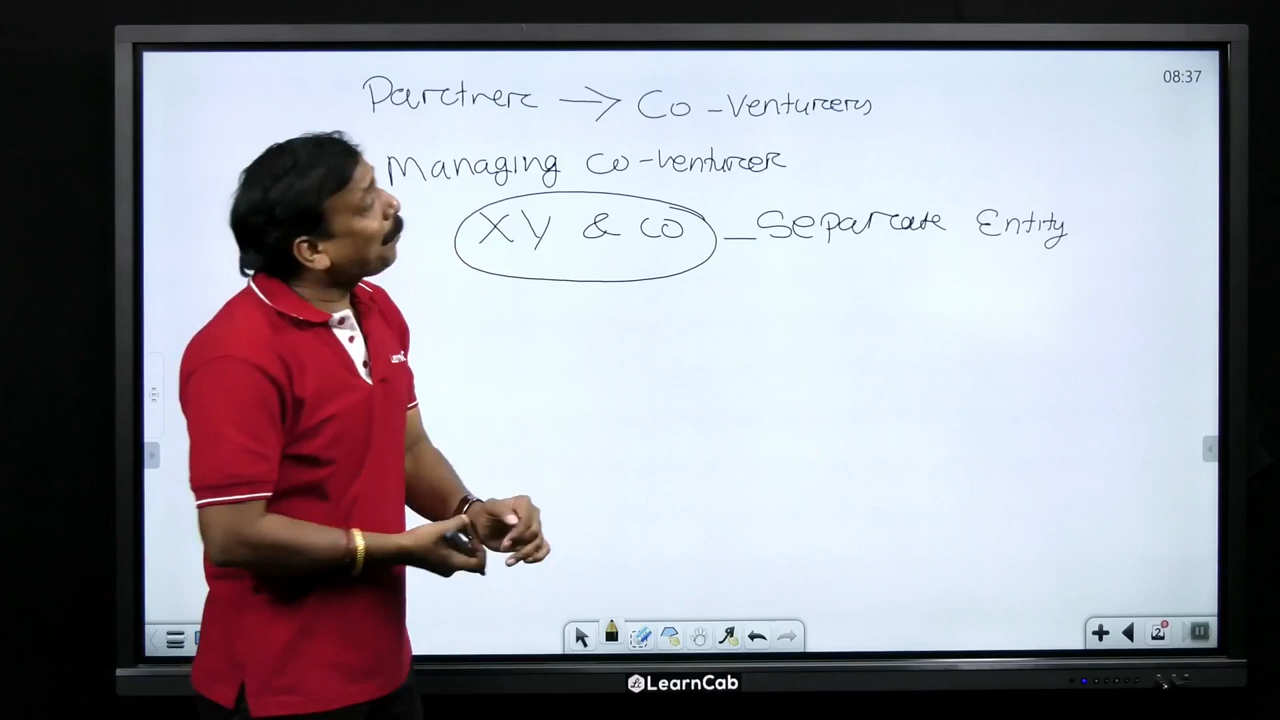 08:37
Partner → Co-venturers
Managing co-venturer
XY & CO - Separate Entity
LearnCab